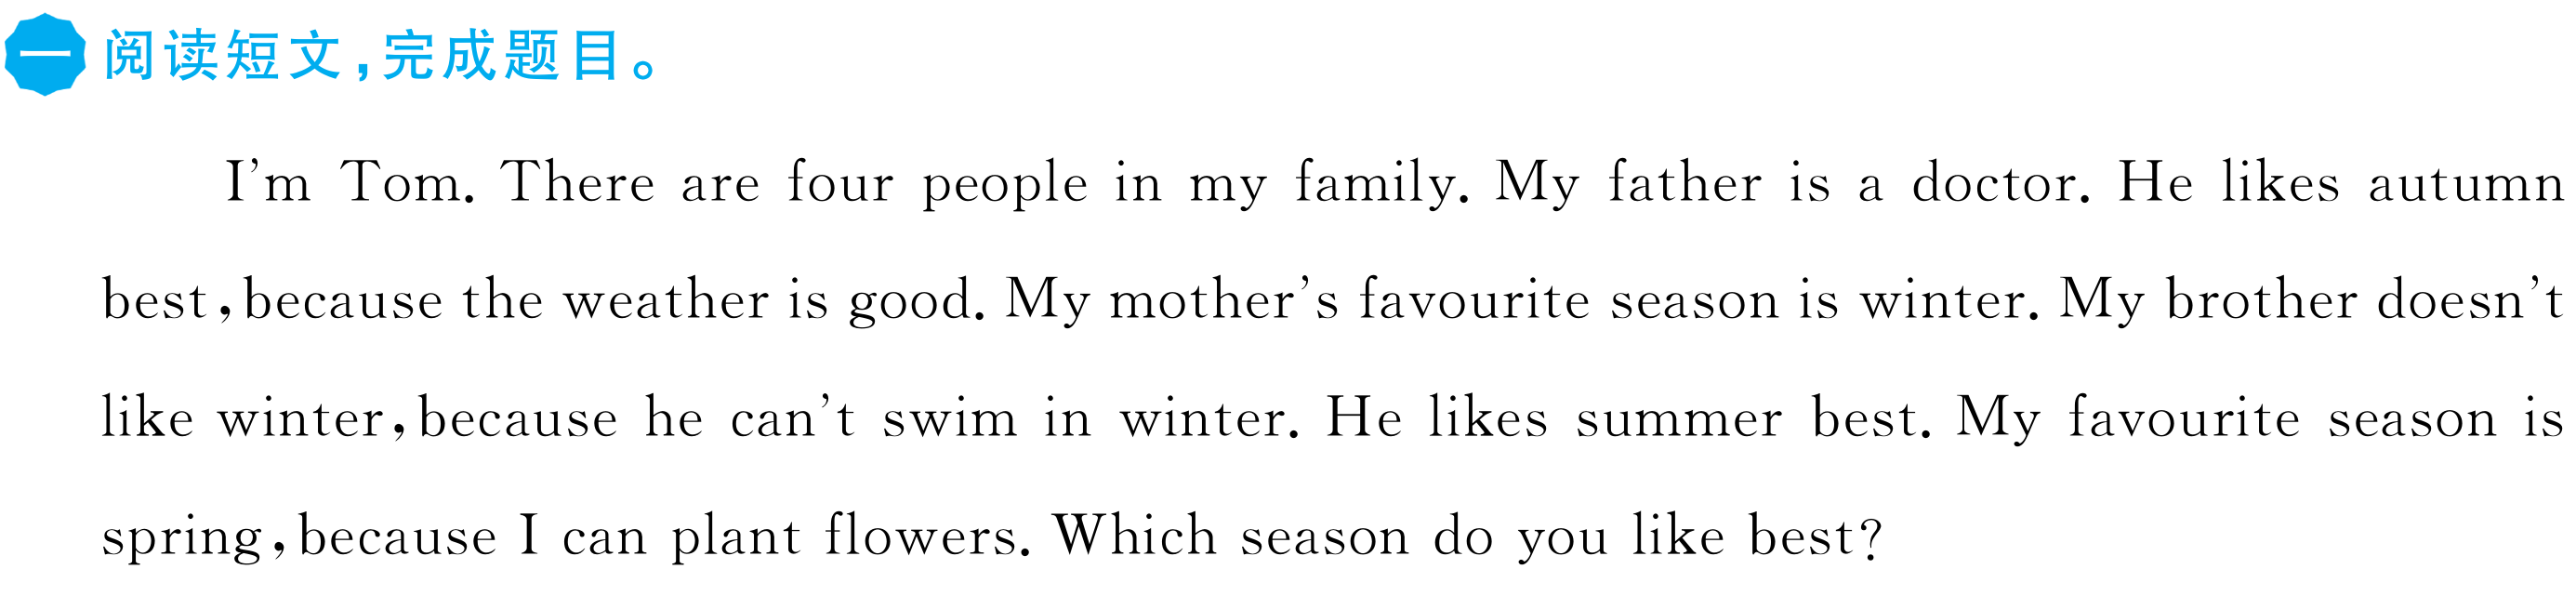 一 阅读短文,完成题目。
I'm Tom. There are four people in my family. My father is a doctor. He likes autumn
best, because the weather is good. My mother's favourite season is winter. My brother doesn't
like winter, because he can't swim in winter. He likes summer best. My favourite season is
spring, because I can plant flowers. Which season do you like best?